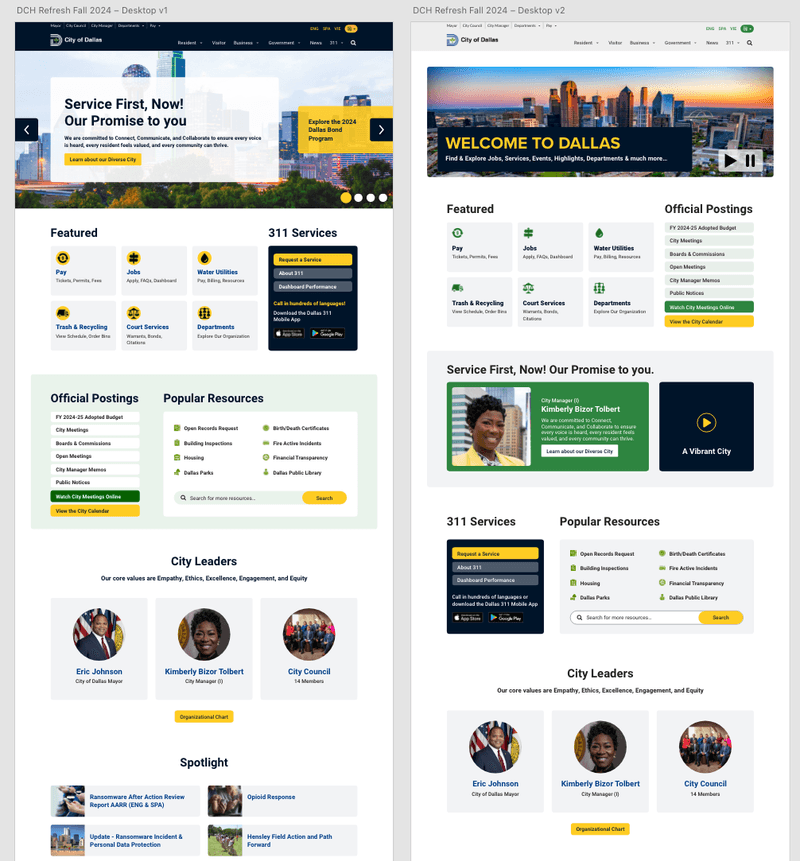 DCH Refresh Fall 2024 – Desktop v1
Mayor City Council City Manager Departments Pay
ENG SPA VIE
City of Dallas
Resident Visitor Business Government News 311
Service First, Now!
Our Promise to you
We are committed to Connect, Communicate, and Collaborate to ensure every voice
is heard, every resident feels valued, and every community can thrive.
Learn about our Diverse City
Explore the 2024
Dallas Bond
Program
Featured
Pay
Tickets, Permits, Fees
Jobs
Apply, FAQs, Dashboard
Water Utilities
Pay, Billing, Resources
Trash & Recycling
View Schedule, Order Bins
Court Services
Warrants, Bonds,
Citations
Departments
Explore Our Organization
311 Services
Request a Service
About 311
Dashboard Performance
Call in hundreds of languages!
Download the Dallas 311
Mobile App
App Store
Google Play
Official Postings
FY 2024-25 Adopted Budget
City Meetings
Boards & Commissions
Open Meetings
City Manager Memos
Public Notices
Watch City Meetings Online
View the City Calendar
Popular Resources
Open Records Request
Birth/Death Certificates
Building Inspections
Fire Active Incidents
Housing
Financial Transparency
Dallas Parks
Dallas Public Library
Search for more resources...
Search
City Leaders
Our core values are Empathy, Ethics, Excellence, Engagement, and Equity
Eric Johnson
City of Dallas Mayor
Kimberly Bizor Tolbert
City Manager (I)
City Council
14 Members
Organizational Chart
Spotlight
Ransomware After Action Review
Report AARR (ENG & SPA)
Opioid Response
Update - Ransomware Incident &
Personal Data Protection
Hensley Field Action and Path
Forward
DCH Refresh Fall 2024 – Desktop v2
Mayor City Council City Manager Departments Pay
ENG SPA VIE
City of Dallas
Resident Visitor Business Government News 311
WELCOME TO DALLAS
Find & Explore Jobs, Services, Events, Highlights, Departments & much more...
Featured
Pay
Tickets, Permits, Fees
Jobs
Apply, FAQs, Dashboard
Water Utilities
Pay, Billing, Resources
Trash & Recycling
View Schedule, Order Bins
Court Services
Warrants, Bonds,
Citations
Departments
Explore Our Organization
Official Postings
FY 2024-25 Adopted Budget
City Meetings
Boards & Commissions
Open Meetings
City Manager Memos
Public Notices
Watch City Meetings Online
View the City Calendar
Service First, Now! Our Promise to you.
City Manager (I)
Kimberly Bizor Tolbert
We are committed to Connect,
Communicate, and Collaborate to ensure
every voice is heard, every resident feels
valued, and every community can thrive.
Learn about our Diverse City
A Vibrant City
311 Services
Request a Service
About 311
Dashboard Performance
Call in hundreds of languages or
download the Dallas 311 Mobile App
App Store
Google Play
Popular Resources
Open Records Request
Birth/Death Certificates
Building Inspections
Fire Active Incidents
Housing
Financial Transparency
Dallas Parks
Dallas Public Library
Search for more resources...
Search
City Leaders
Our core values are Empathy, Ethics, Excellence, Engagement, and Equity
Eric Johnson
City of Dallas Mayor
Kimberly Bizor Tolbert
City Manager (I)
City Council
14 Members
Organizational Chart